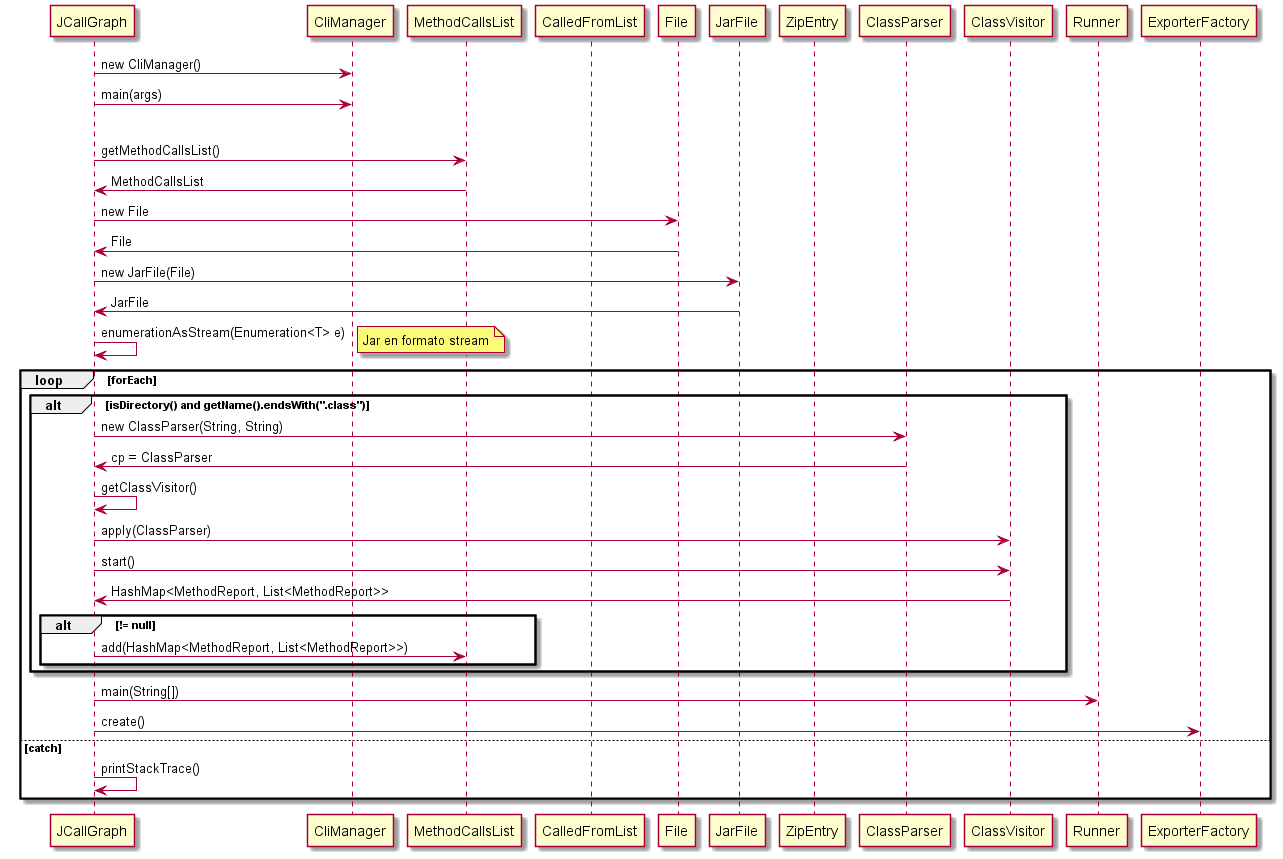 JCallGraph CliManager MethodCallsList CalledFromList File JarFile ZipEntry ClassParser ClassVisitor Runner ExporterFactory
new CliManager()
main(args)
getMethodCallsList()
MethodCallsList
new File
File
new JarFile(File)
JarFile
enumerationAsStream(Enumeration<T> e) Jar en formato stream
loop [forEach]
alt [isDirectory() and getName().endsWith(".class")]
new ClassParser(String, String)
cp = ClassParser
getClassVisitor()
apply(ClassParser)
start()
HashMap<MethodReport, List<MethodReport>>
alt [!= null]
add(HashMap<MethodReport, List<MethodReport>>)
main(String[])
create()
[catch]
printStackTrace()
JCallGraph CliManager MethodCallsList CalledFromList File JarFile ZipEntry ClassParser ClassVisitor Runner ExporterFactory